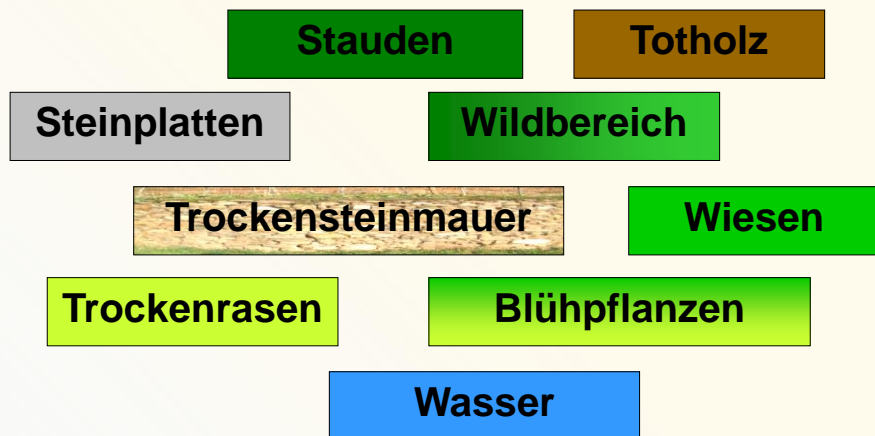 Stauden
Totholz
Steinplatten
Wildbereich
Trockensteinmauer
Wiesen
Trockenrasen
Blühpflanzen
Wasser